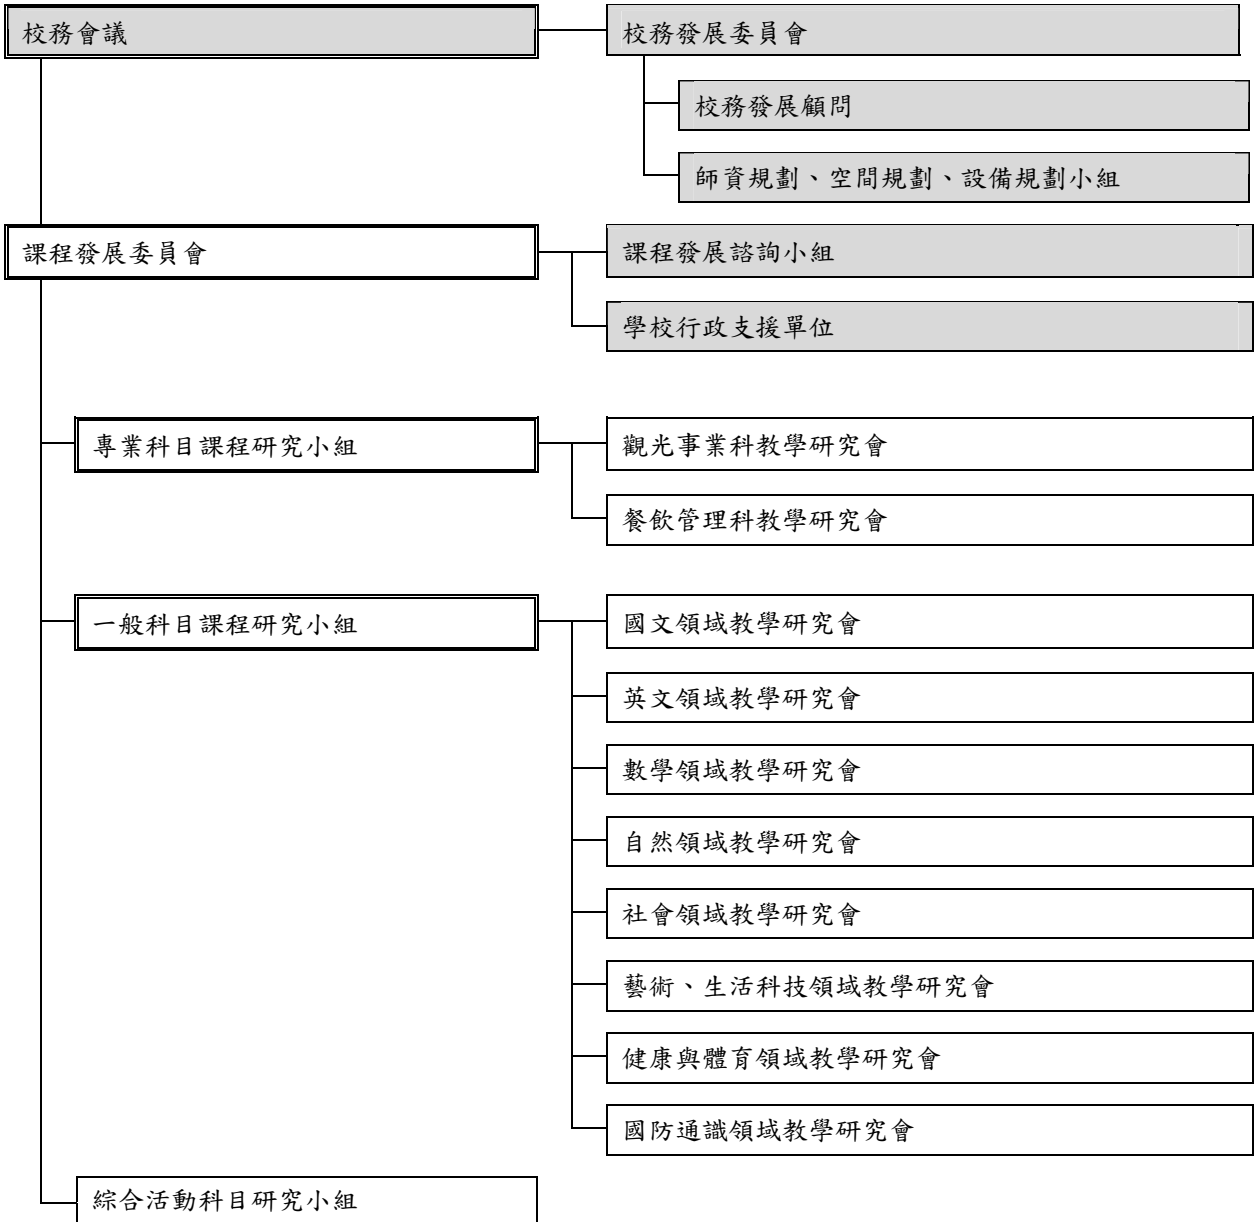 校務會議
校務發展委員會
校務發展顧問
師資規劃、空間規劃、設備規劃小組
課程發展委員會
課程發展諮詢小組
學校行政支援單位
專業科目課程研究小組
觀光事業科教學研究會
餐飲管理科教學研究會
一般科目課程研究小組
國文領域教學研究會
英文領域教學研究會
數學領域教學研究會
自然領域教學研究會
社會領域教學研究會
藝術、生活科技領域教學研究會
健康與體育領域教學研究會
國防通識領域教學研究會
綜合活動科目研究小組